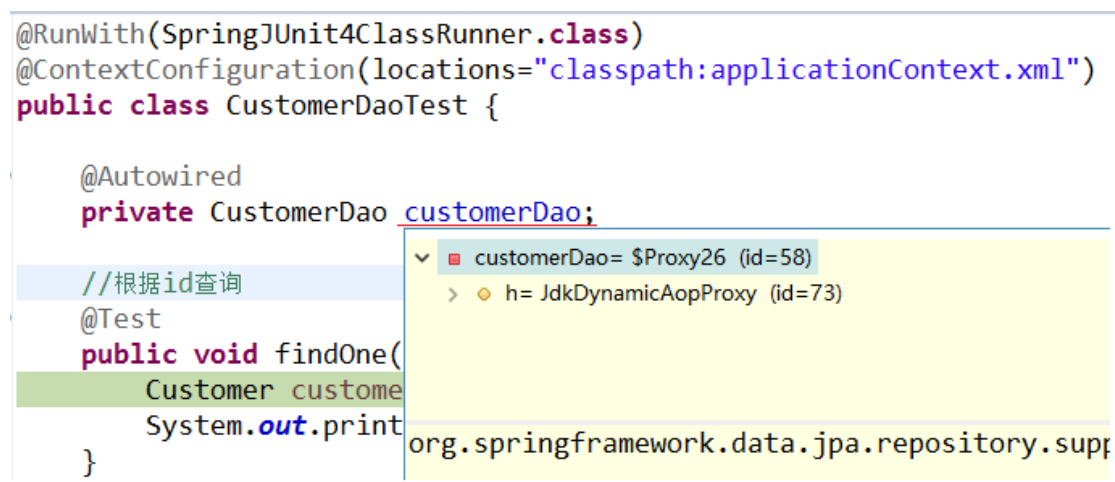 @RunWith(SpringJUnit4ClassRunner.class)
@ContextConfiguration(locations="classpath:applicationContext.xml")
public class CustomerDaoTest {
@Autowired
private CustomerDao customerDao;
customerDao= $Proxy26 (id=58)
h= JdkDynamicAopProxy (id=73)
//根据id查询
@Test
public void findOne(
Customer custome
System.out.print
}
org.springframework.data.jpa.repository.supp